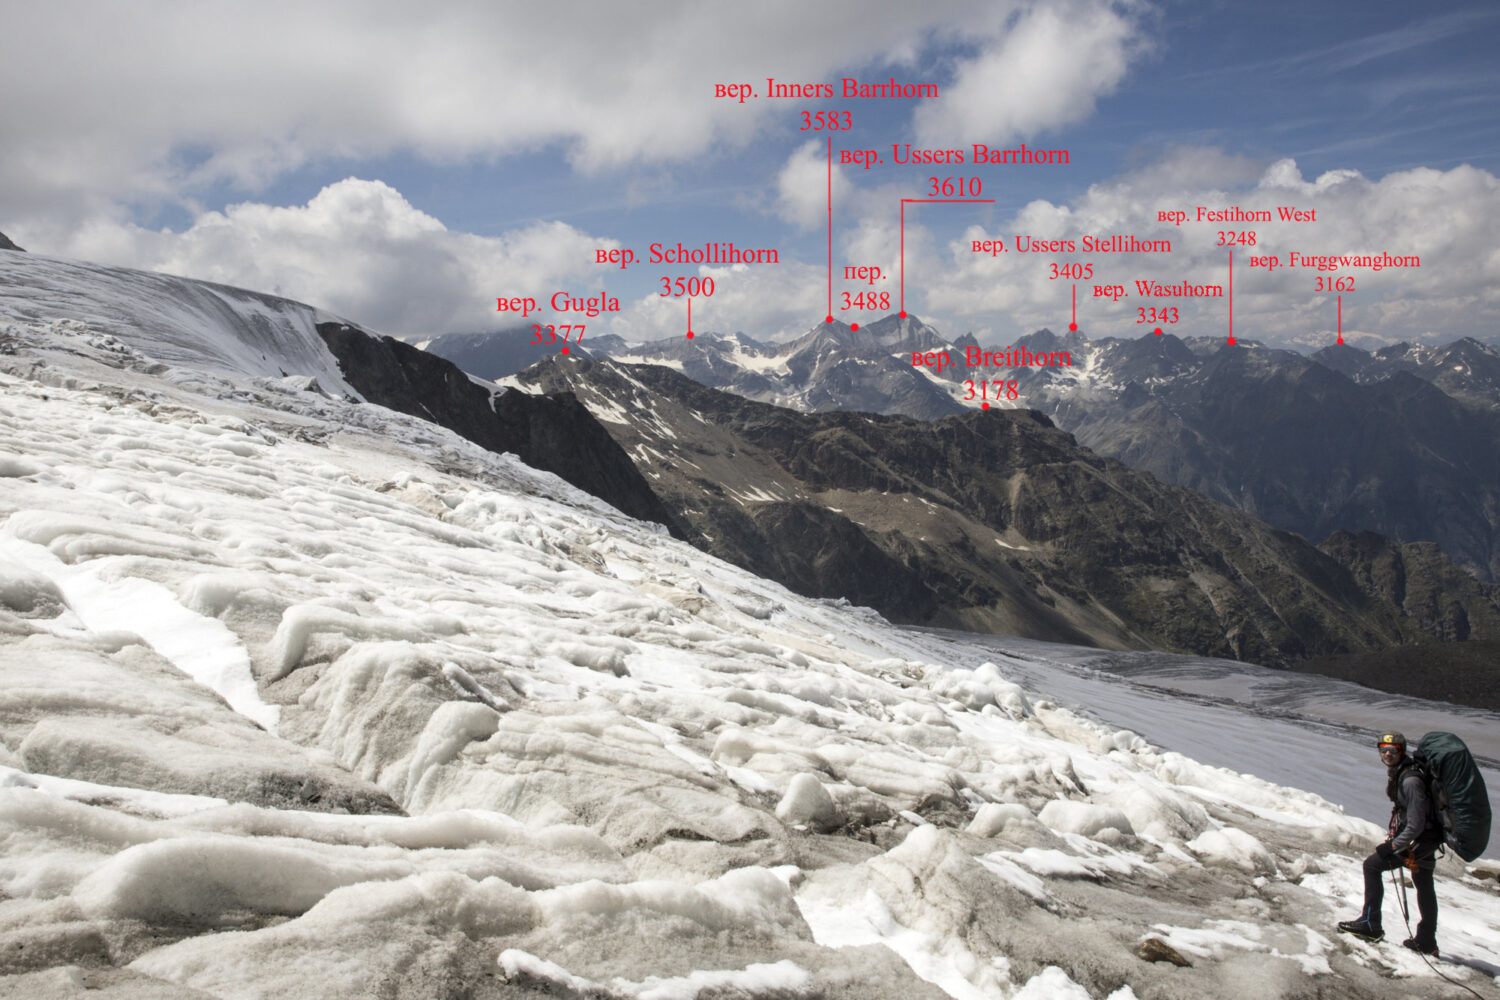 вер. Inners Barrhorn
3583
вер. Ussers Barrhorn
3610
вер. Festihorn West
3248
вер. Ussers Stellihorn
3405
вер. Schollihorn
3500
вер. Furggwanghorn
3162
пер.
3488
вер. Wasuhorn
3343
вер. Gugla
3377
вер. Breithorn
3178